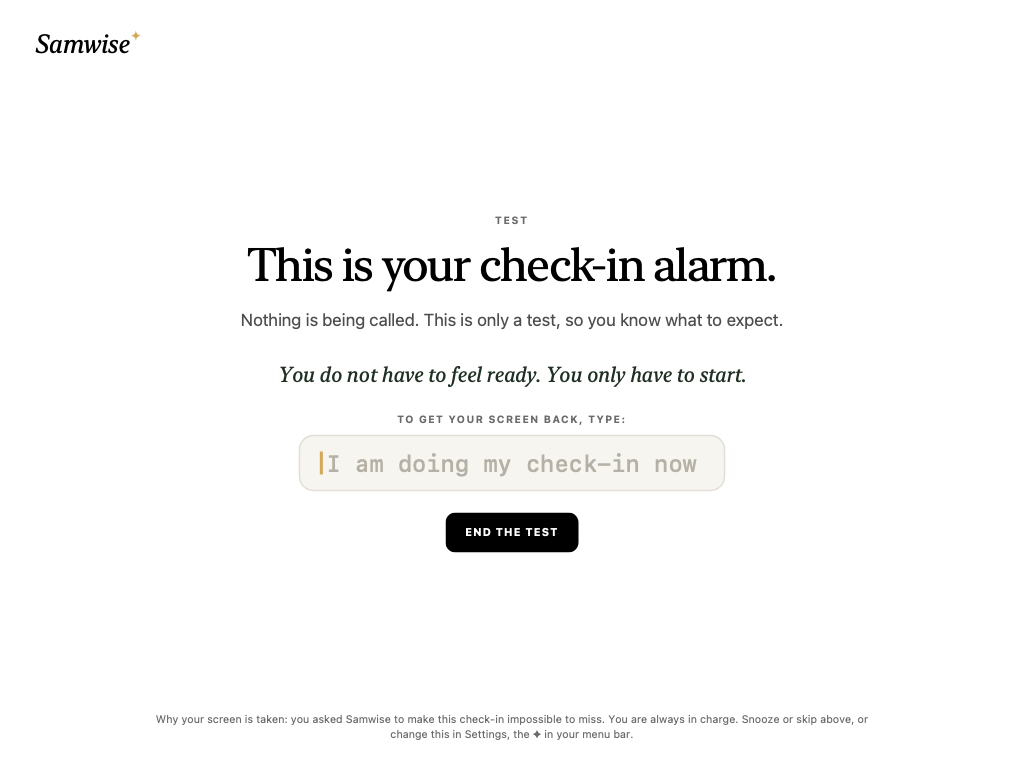 Samwise✦
TEST
This is your check-in alarm.
Nothing is being called. This is only a test, so you know what to expect.
You do not have to feel ready. You only have to start.
TO GET YOUR SCREEN BACK, TYPE:
I am doing my check-in now
END THE TEST
Why your screen is taken: you asked Samwise to make this check-in impossible to miss. You are always in charge. Snooze or skip above, or
change this in Settings, the ✦ in your menu bar.